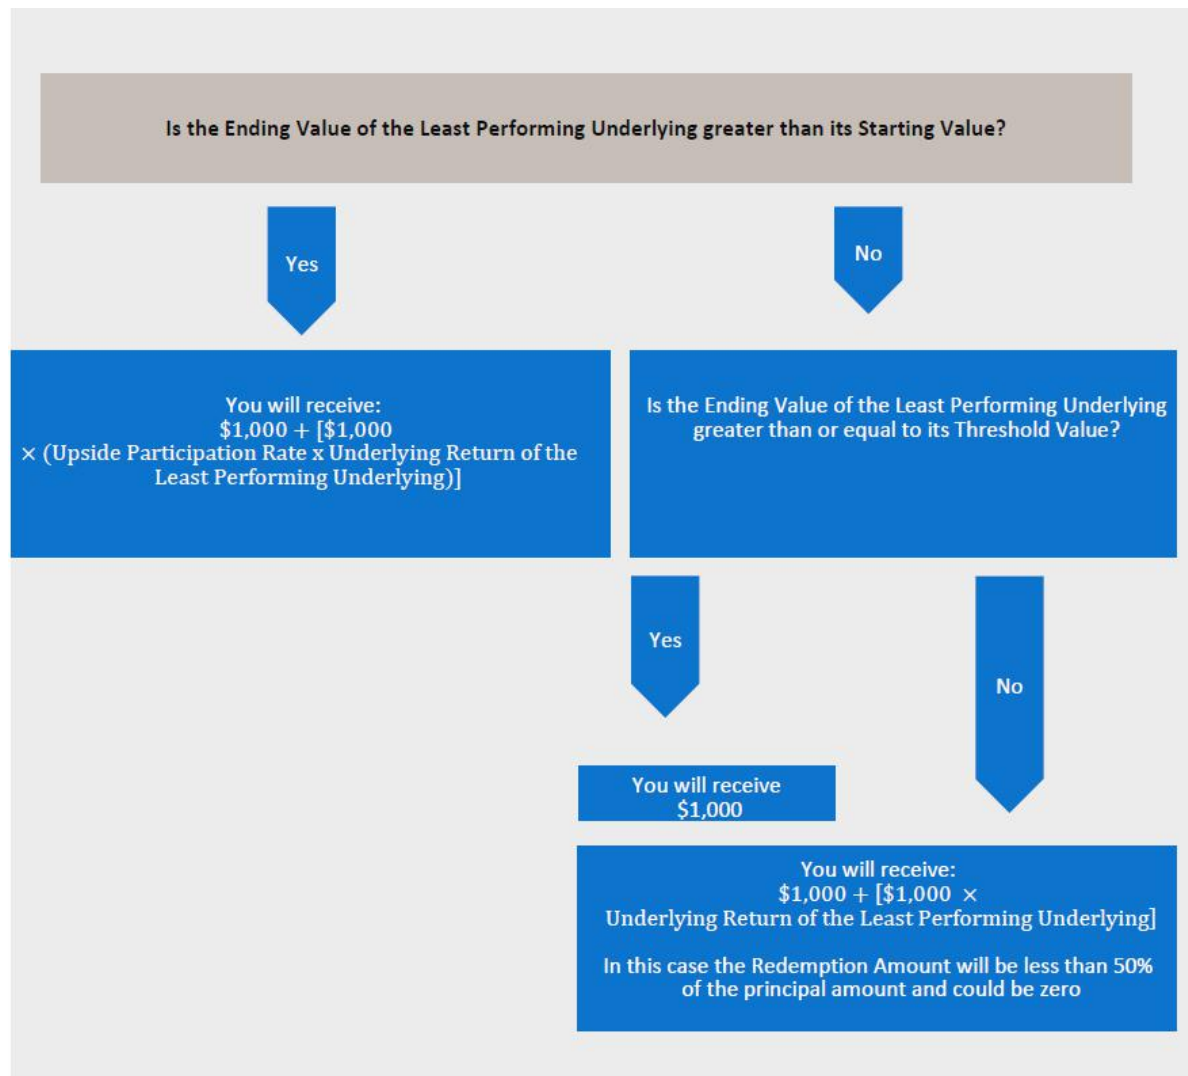 Is the Ending Value of the Least Performing Underlying greater than its Starting Value?
Yes
No
You will receive:
$1,000 + [$1,000
× (Upside Participation Rate x Underlying Return of the
Least Performing Underlying)]
Is the Ending Value of the Least Performing Underlying
greater than or equal to its Threshold Value?
Yes
No
You will receive
$1,000
You will receive:
$1,000 + [$1,000 ×
Underlying Return of the Least Performing Underlying]
In this case the Redemption Amount will be less than 50%
of the principal amount and could be zero